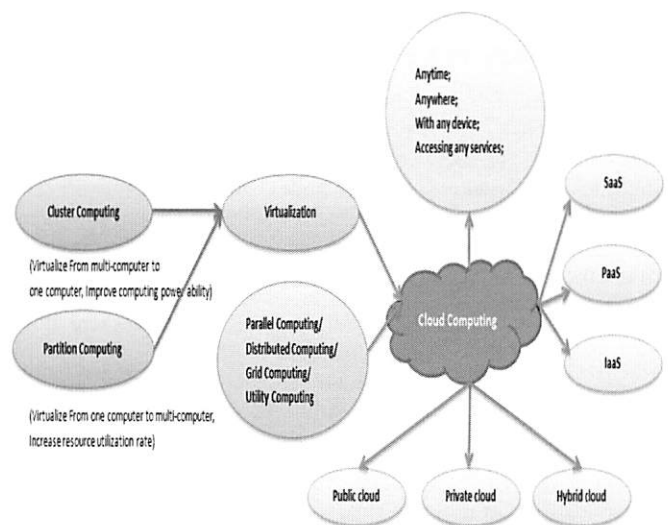 Anytime;
Anywhere;
With any device;
Accessing any services;
SaaS
Cluster Computing
Virtualization
(Virtualize From multi-computer to
one computer, Improve computing power ability)
PaaS
Cloud Computing
Parallel Computing/
Distributed Computing/
Grid Computing/
Utility Computing
Partition Computing
IaaS
(Virtualize From one computer to multi-computer,
Increase resource utilization rate)
Public cloud
Private cloud
Hybrid cloud